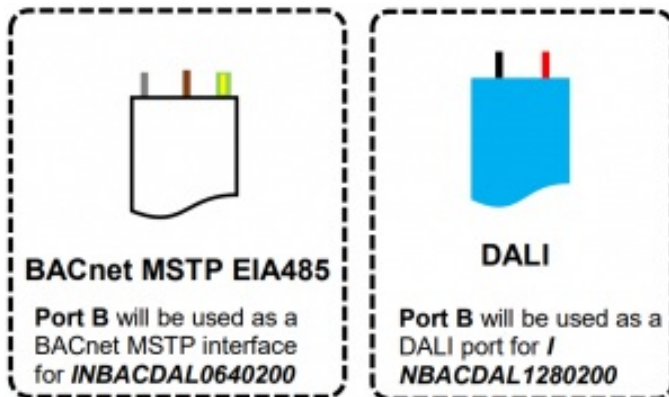 BACnet MSTP EIA485
Port B will be used as a
BACnet MSTP interface
for INBACDAL0640200
DALI
Port B will be used as a
DALI port for I
NBACDAL1280200